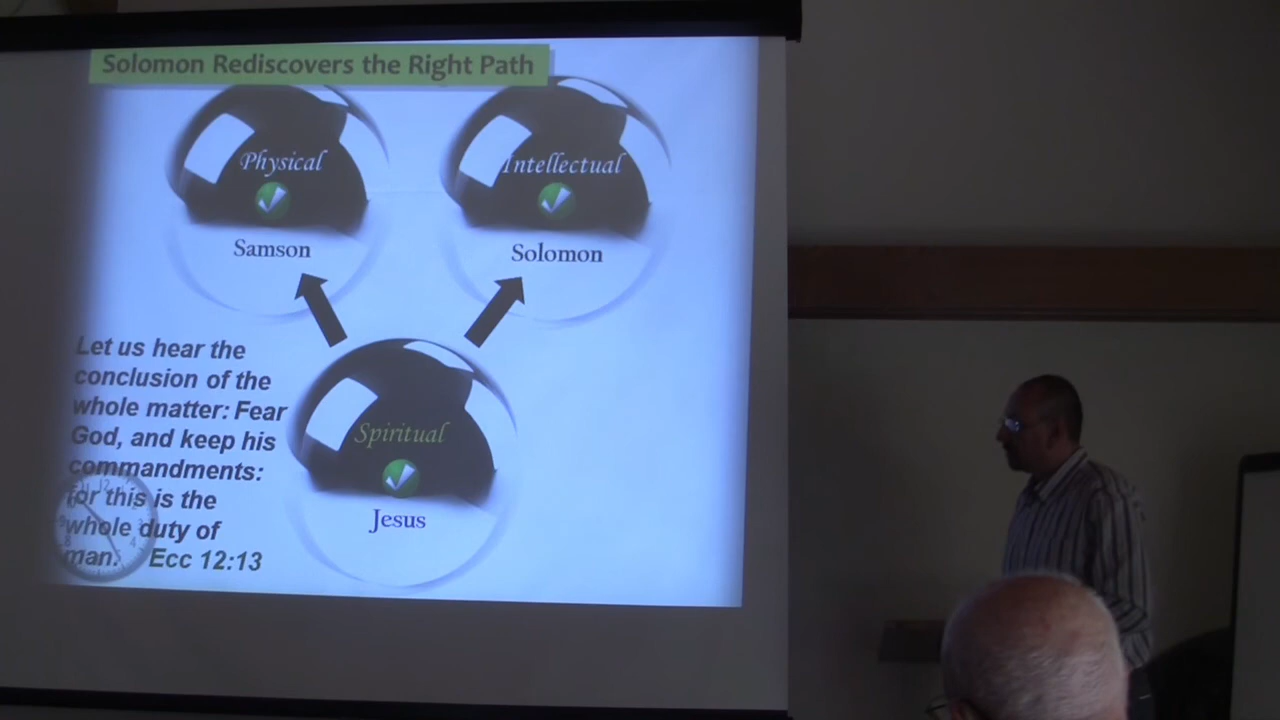 Solomon Rediscovers the Right Path
Physical
Samson
Intellectual
Solomon
Let us hear the
conclusion of the
whole matter: Fear
God, and keep his
commandments:
for this is the
whole duty of
man. Ecc 12:13
Spiritual
Jesus